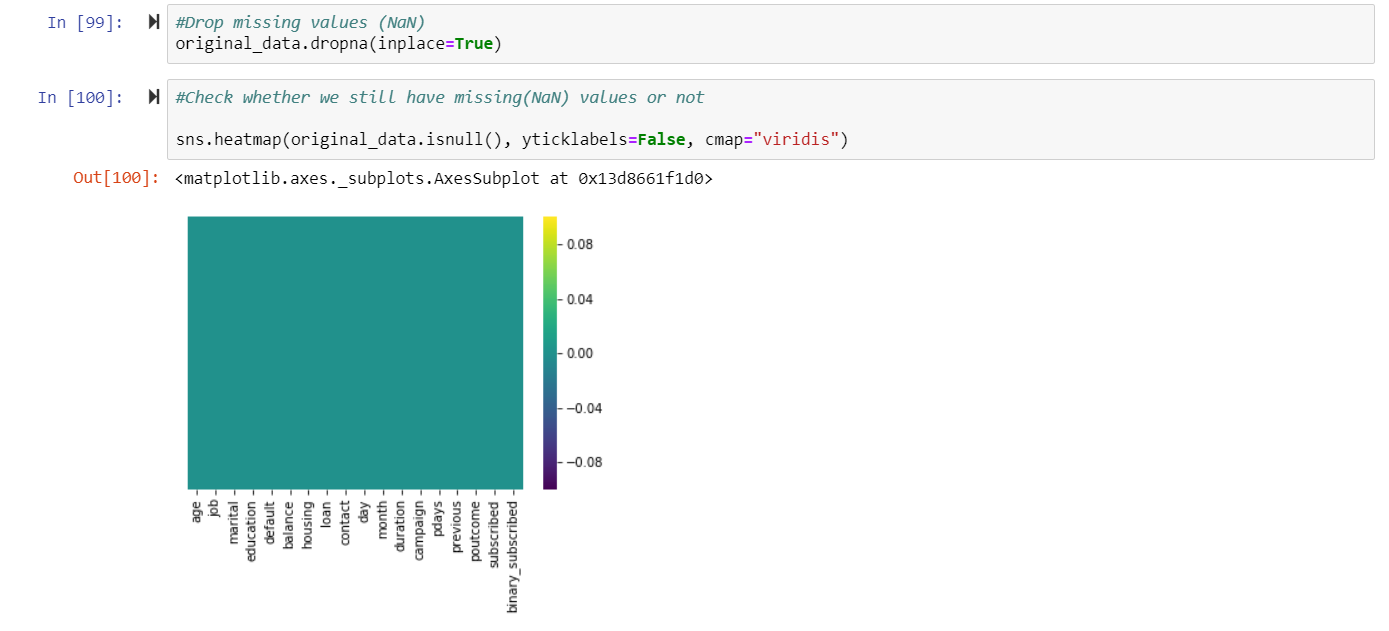 In [99]: #Drop missing values (NaN)
original_data.dropna(inplace=True)
In [100]: #Check whether we still have missing(NaN) values or not
sns.heatmap(original_data.isnull(), yticklabels=False, cmap="viridis")
Out[100]: <matplotlib.axes._subplots.AxesSubplot at 0x13d8661f1d0>
0.08
0.04
0.00
−0.04
−0.08
age
job
marital
education
default
balance
housing
loan
contact
day
month
duration
campaign
pdays
previous
poutcome
subscribed
binary_subscribed